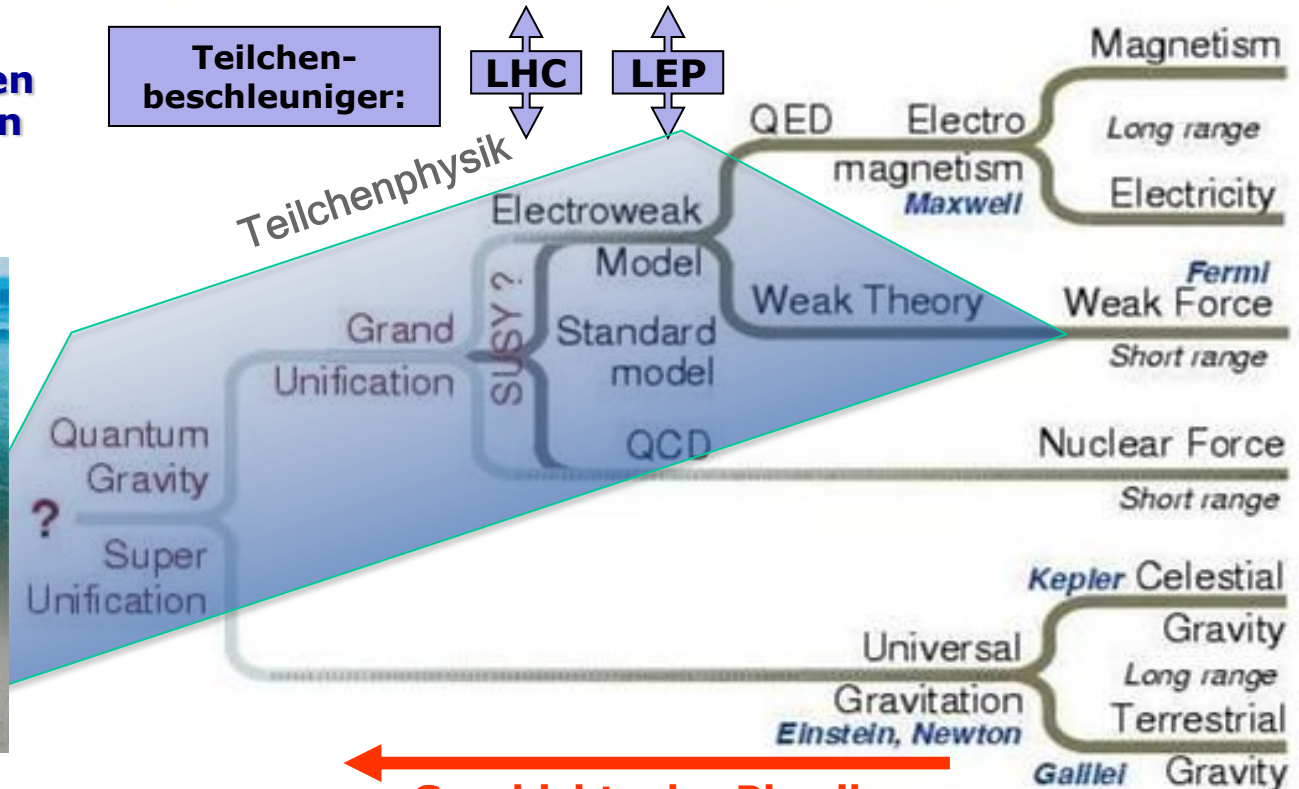 Teilchen-
beschleuniger:
LHC
LEP
en
n
Teilchenphysik
Magnetism
QED
Electro
Long range
magnetism
Maxwell
Electricity
Electroweak
Model
Fermi
Weak Theory
Weak Force
Short range
SUSY ?
Grand
Unification
Standard
model
QCD
Nuclear Force
Short range
Quantum
Gravity
?
Super
Unification
Kepler Celestial
Gravity
Universal
Long range
Gravitation
Terrestrial
Einstein, Newton
Galilei Gravity